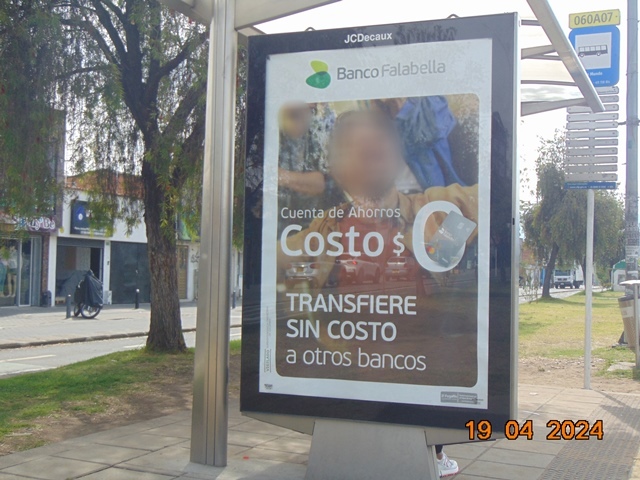 060A07
JCDecaux
Banco Falabella
Cuenta de Ahorros
Costo $ 0
TRANSFIERE
SIN COSTO
a otros bancos
19 04 2024